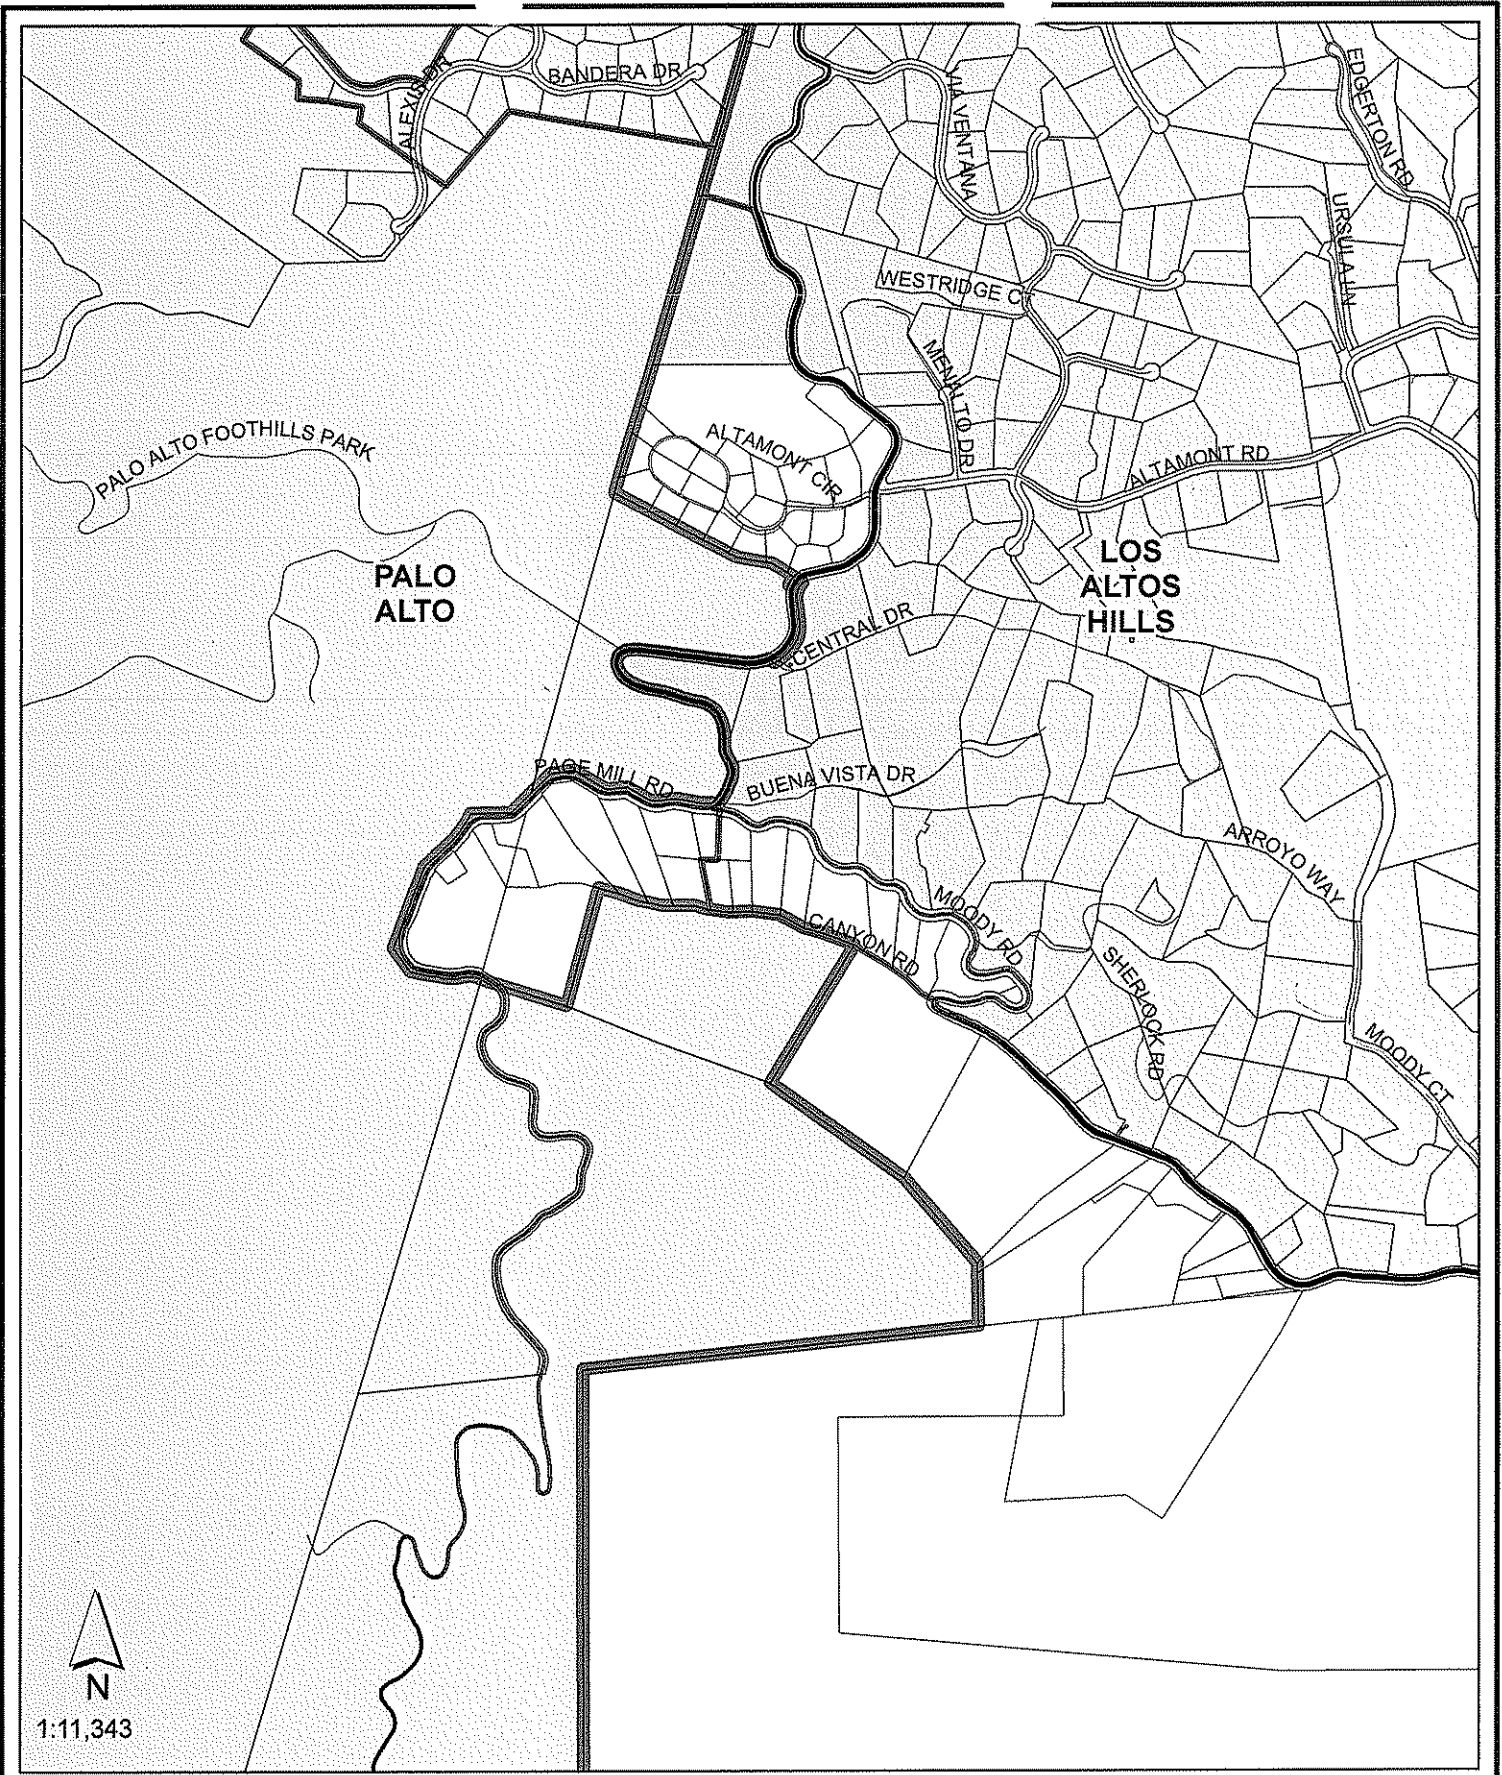 BANDERA DR
ALEXIS DR
VIA VENTANA
EDGERTON RD
URSULA LN
WESTRIDGE CT
MENALTO DR
ALTAMONT CIR
ALTAMONT RD
PALO ALTO FOOTHILLS PARK
PALO
ALTO
LOS
ALTOS
HILLS
CENTRAL DR
PAGE MILL RD
BUENA VISTA DR
ARROYO WAY
MOODY RD
CANYON RD
SHERLOCK RD
MOODY CT
N
1:11,343